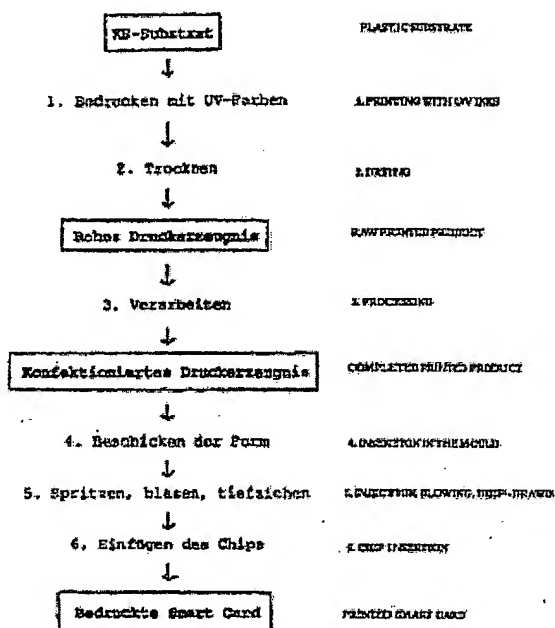 KS-Substrat PLASTIC SUBSTRATE
1. Bedrucken mit UV-Farben 1. PRINTING WITH UV INKS
2. Trocknen 2. DRYING
Rohes Druckerzeugnis RAW PRINTED PRODUCT
3. Verarbeiten 3. PROCESSING
Konfektioniertes Druckerzeugnis COMPLETED PRINTED PRODUCT
4. Beschicken der Form 4. INSERTION IN THE MOULD
5. Spritzen, blasen, tiefziehen 5. INJECTION, BLOWING, DEEP-DRAWIN
6. Einfügen des Chips 6. CHIP INSERTION
Bedruckte Smart Card PRINTED SMART CARD